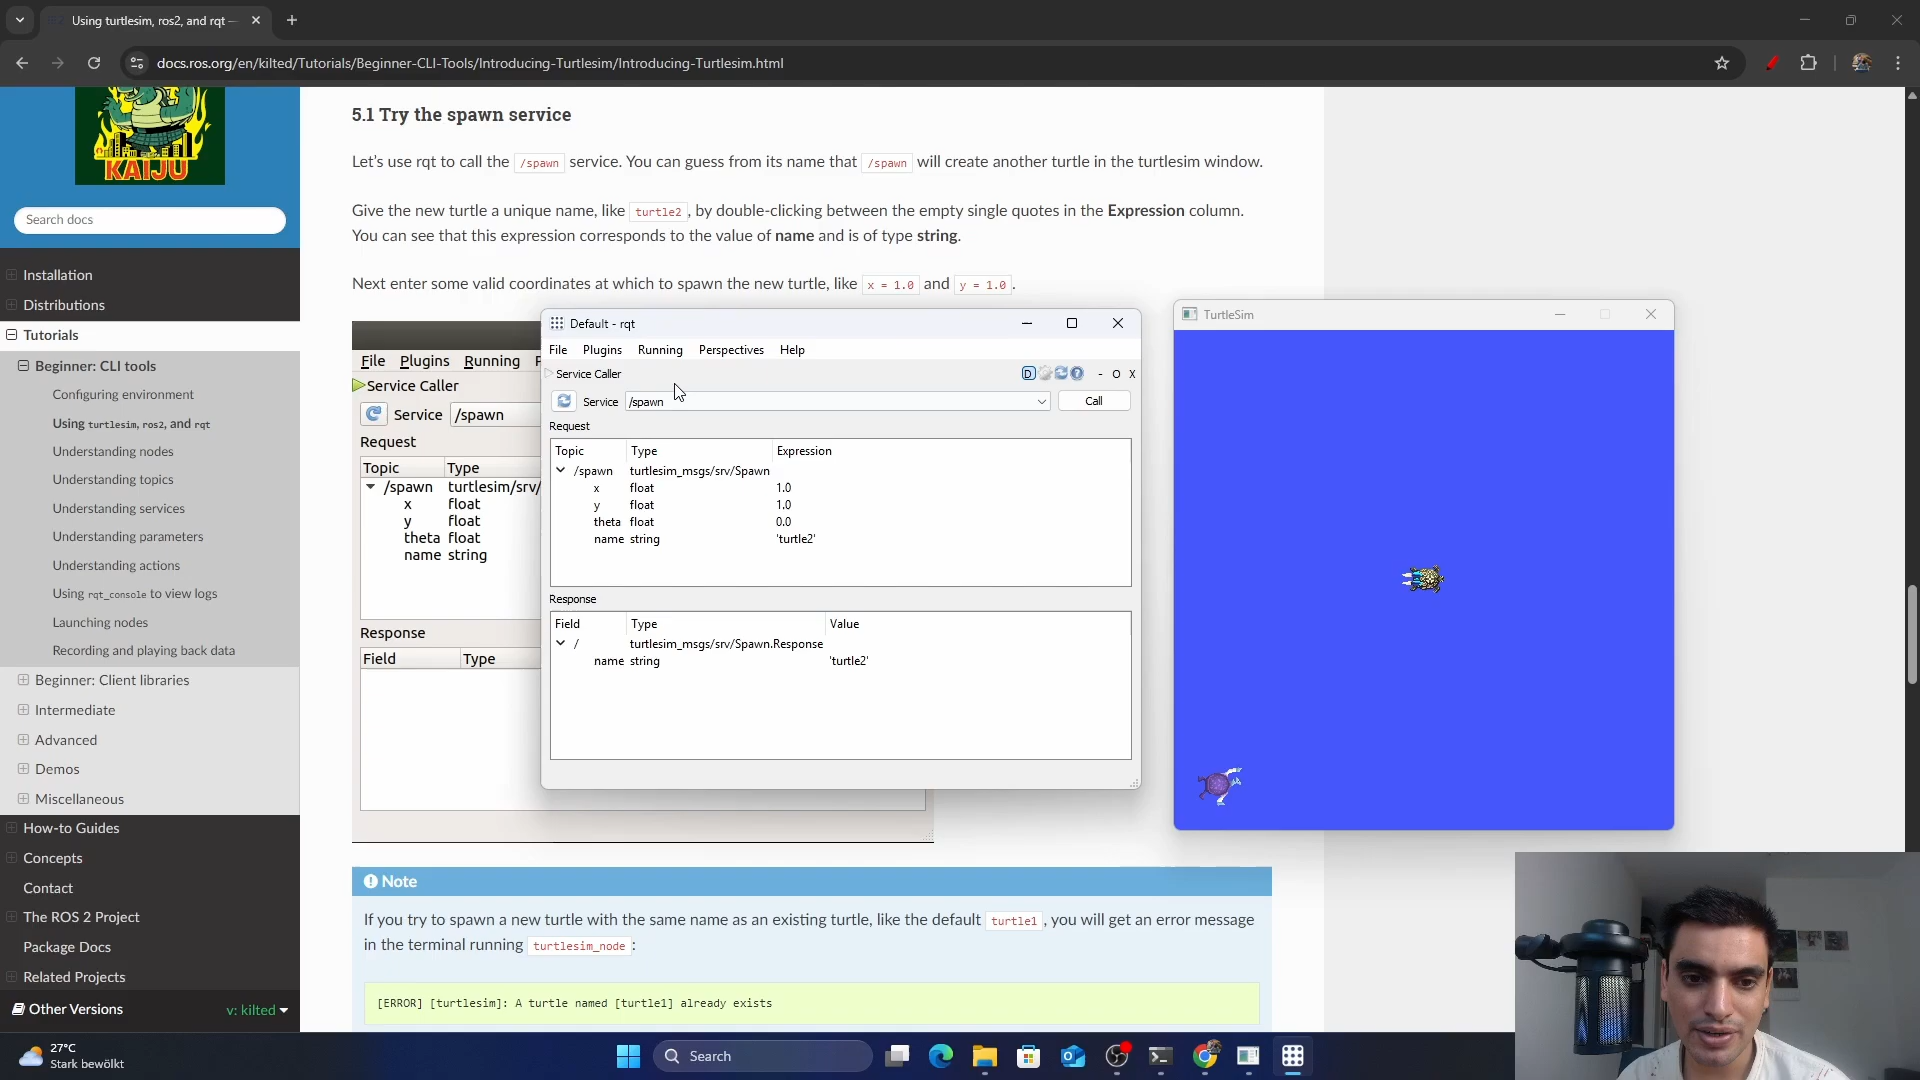 Using turtlesim, ros2, and rqt —
docs.ros.org/en/kilted/Tutorials/Beginner-CLI-Tools/Introducing-Turtlesim/Introducing-Turtlesim.html
KAIJU
Search docs
Installation
Distributions
Tutorials
Beginner: CLI tools
Configuring environment
Using turtlesim, ros2, and rqt
Understanding nodes
Understanding topics
Understanding services
Understanding parameters
Understanding actions
Using rqt_console to view logs
Launching nodes
Recording and playing back data
Beginner: Client libraries
Intermediate
Advanced
Demos
Miscellaneous
How-to Guides
Concepts
Contact
The ROS 2 Project
Package Docs
Related Projects
Other Versions
v: kilted
5.1 Try the spawn service
Let’s use rqt to call the /spawn service. You can guess from its name that /spawn will create another turtle in the turtlesim window.
Give the new turtle a unique name, like turtle2 , by double-clicking between the empty single quotes in the Expression column.
You can see that this expression corresponds to the value of name and is of type string.
Next enter some valid coordinates at which to spawn the new turtle, like x = 1.0 and y = 1.0 .
File Plugins Running
Service Caller
Service /spawn
Request
Topic Type
/spawn turtlesim/srv/
x float
y float
theta float
name string
Response
Field Type
Default - rqt
File Plugins Running Perspectives Help
Service Caller
D
- O X
Service /spawn Call
Request
Topic Type Expression
/spawn turtlesim_msgs/srv/Spawn
x float 1.0
y float 1.0
theta float 0.0
name string 'turtle2'
Response
Field Type Value
/ turtlesim_msgs/srv/Spawn.Response
name string 'turtle2'
TurtleSim
Note
If you try to spawn a new turtle with the same name as an existing turtle, like the default turtle1 , you will get an error message
in the terminal running turtlesim_node :
[ERROR] [turtlesim]: A turtle named [turtle1] already exists
27°C
Stark bewölkt
Search